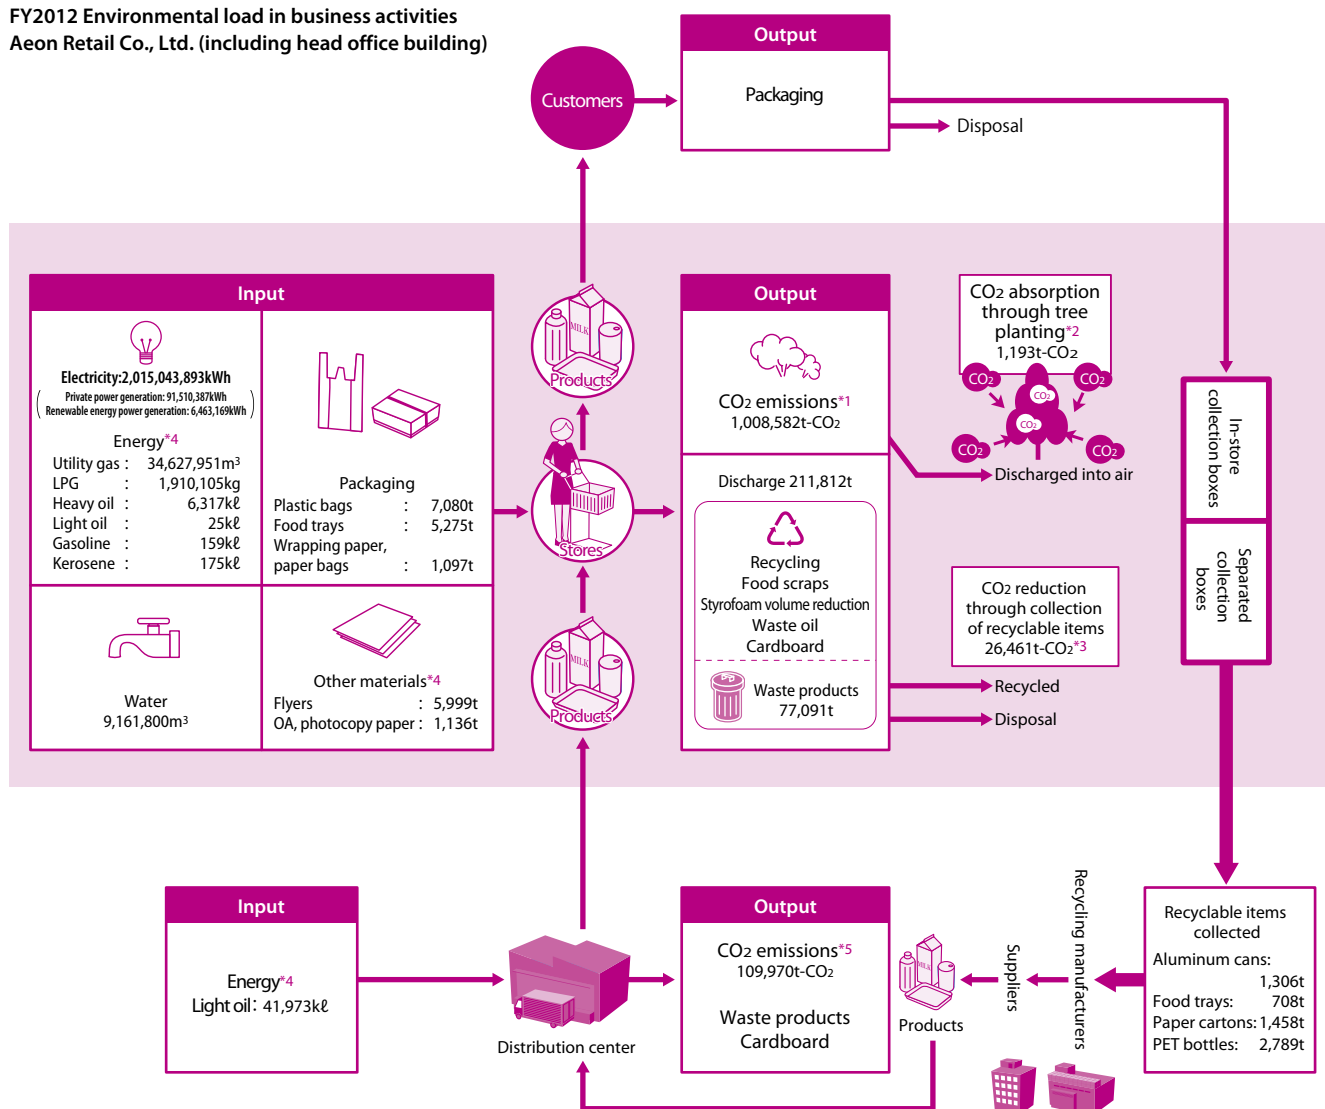 FY2012 Environmental load in business activities
Aeon Retail Co., Ltd. (including head office building)
Customers
Output
Packaging
Disposal
Input
Electricity:2,015,043,893kWh
(Private power generation: 91,510,387kWh
Renewable energy power generation: 6,463,169kWh)
Energy*4
Utility gas : 34,627,951m3
LPG : 1,910,105kg
Heavy oil : 6,317kℓ
Light oil : 25kℓ
Gasoline : 159kℓ
Kerosene : 175kℓ
Packaging
Plastic bags : 7,080t
Food trays : 5,275t
Wrapping paper,
paper bags : 1,097t
Water
9,161,800m3
Other materials*4
Flyers : 5,999t
OA, photocopy paper : 1,136t
MILK
Products
Stores
MILK
Products
Output
CO2 emissions*1
1,008,582t-CO2
Discharge 211,812t
Recycling
Food scraps
Styrofoam volume reduction
Waste oil
Cardboard
Waste products
77,091t
CO2 absorption
through tree
planting*2
1,193t-CO2
CO2
CO2
CO2
CO2
CO2
CO2
Discharged into air
CO2 reduction
through collection
of recyclable items
26,461t-CO2*3
Recycled
Disposal
In-store
collection boxes
Separated
collection
boxes
Input
Energy*4
Light oil: 41,973kℓ
Distribution center
Output
CO2 emissions*5
109,970t-CO2
Waste products
Cardboard
MILK
Products
Suppliers
Recycling manufacturers
Recyclable items
collected
Aluminum cans:
1,306t
Food trays: 708t
Paper cartons: 1,458t
PET bottles: 2,789t